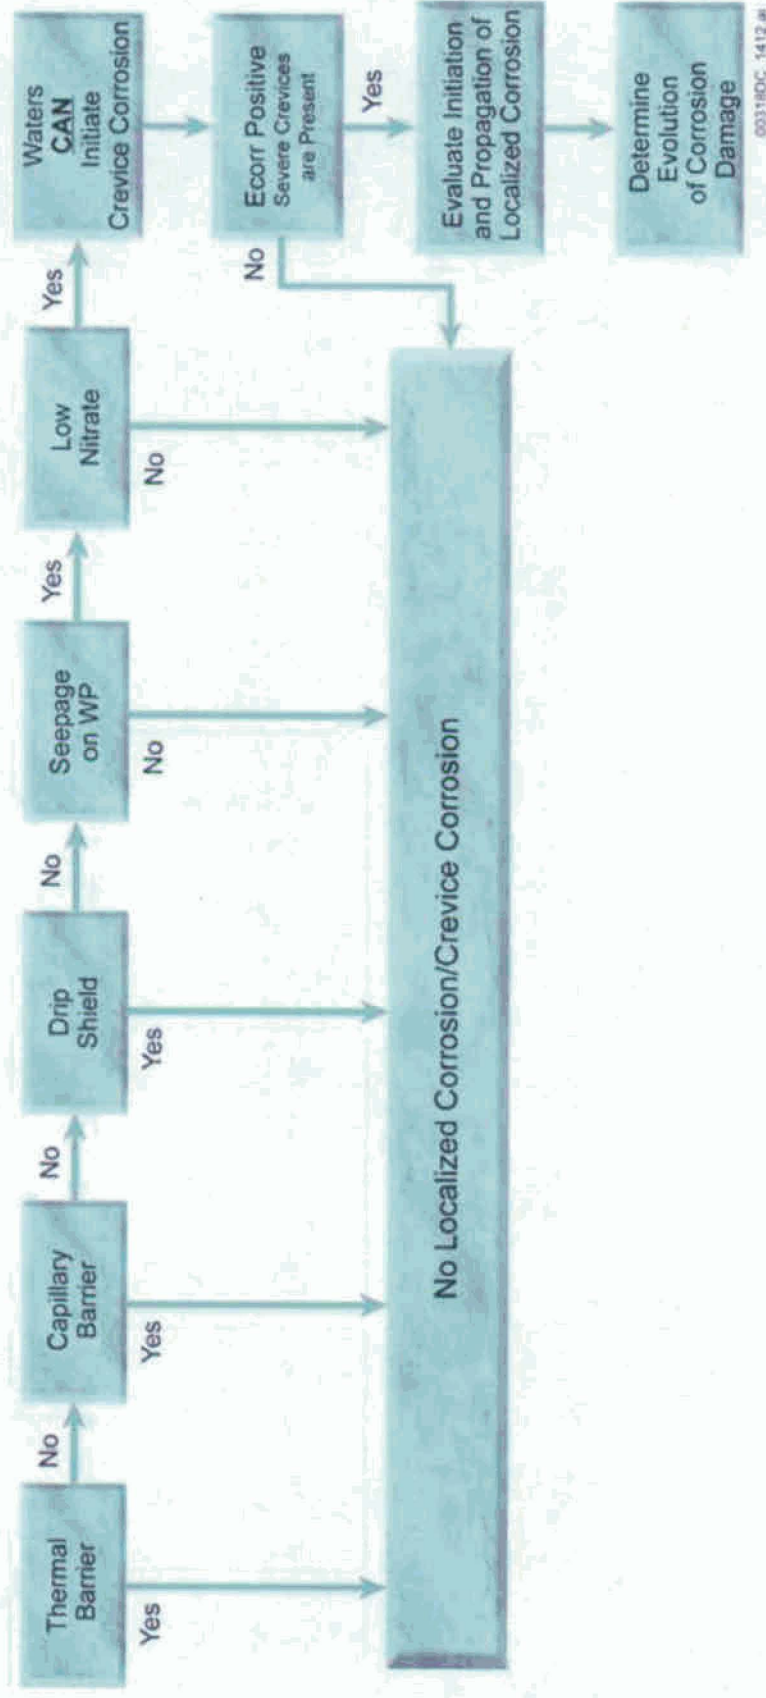 Thermal
Barrier
No
Capillary
Barrier
No
Drip
Shield
No
Seepage
on WP
Yes
Low
Nitrate
Yes
Waters
CAN
Initiate
Crevice Corrosion
Yes
Yes
Yes
No
No
No
Ecorr Positive
Severe Crevices
are Present
Yes
No Localized Corrosion/Crevice Corrosion
Evaluate Initiation
and Propagation of
Localized Corrosion
Determine
Evolution
of Corrosion
Damage
00318DC_1412.ai